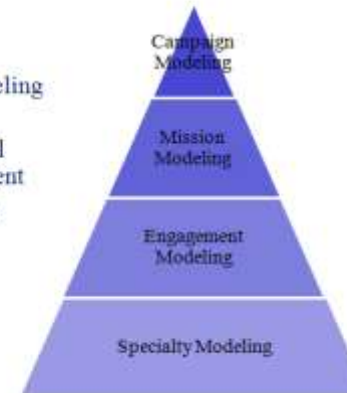 Campaign
Modeling
Mission
Modeling
Engagement
Modeling
Specialty Modeling